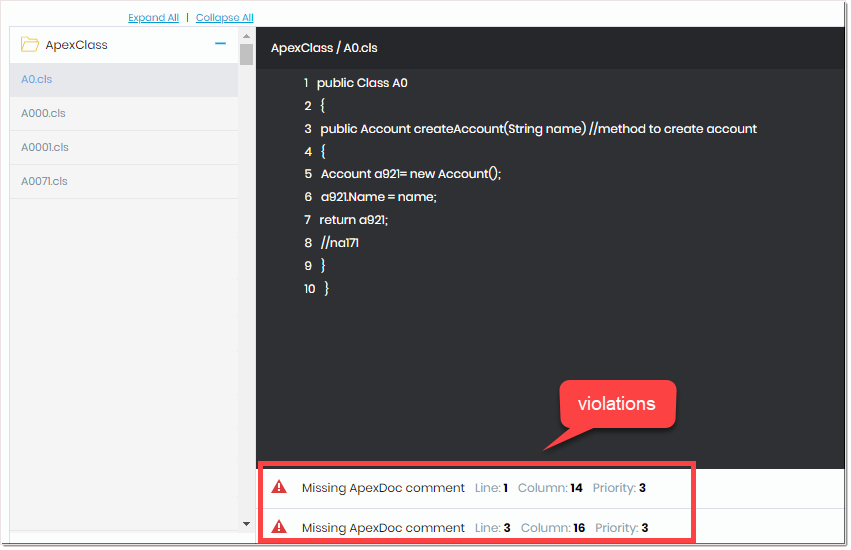 Expand All | Collapse All
ApexClass
A0.cls
A000.cls
A0001.cls
A0071.cls
ApexClass / A0.cls
1 public Class A0
2 {
3 public Account createAccount(String name) //method to create account
4 {
5 Account a921= new Account();
6 a921.Name = name;
7 return a921;
8 //na171
9 }
10 }
violations
Missing ApexDoc comment Line: 1 Column: 14 Priority: 3
Missing ApexDoc comment Line: 3 Column: 16 Priority: 3